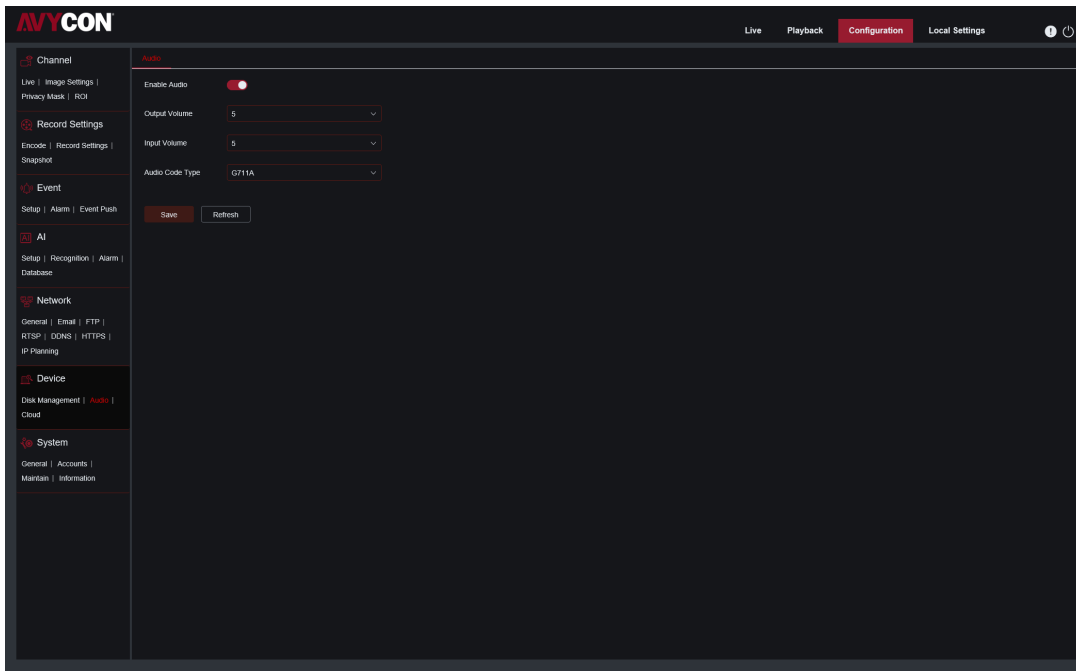 AVYCON
Live Playback Configuration Local Settings
Channel
Live | Image Settings |
Privacy Mask | ROI
Record Settings
Encode | Record Settings |
Snapshot
Event
Setup | Alarm | Event Push
AI AI
Setup | Recognition | Alarm |
Database
Network
General | Email | FTP |
RTSP | DDNS | HTTPS |
IP Planning
Device
Disk Management | Audio |
Cloud
System
General | Accounts |
Maintain | Information
Audio
Enable Audio
Output Volume 5
Input Volume 5
Audio Code Type G711A
Save Refresh